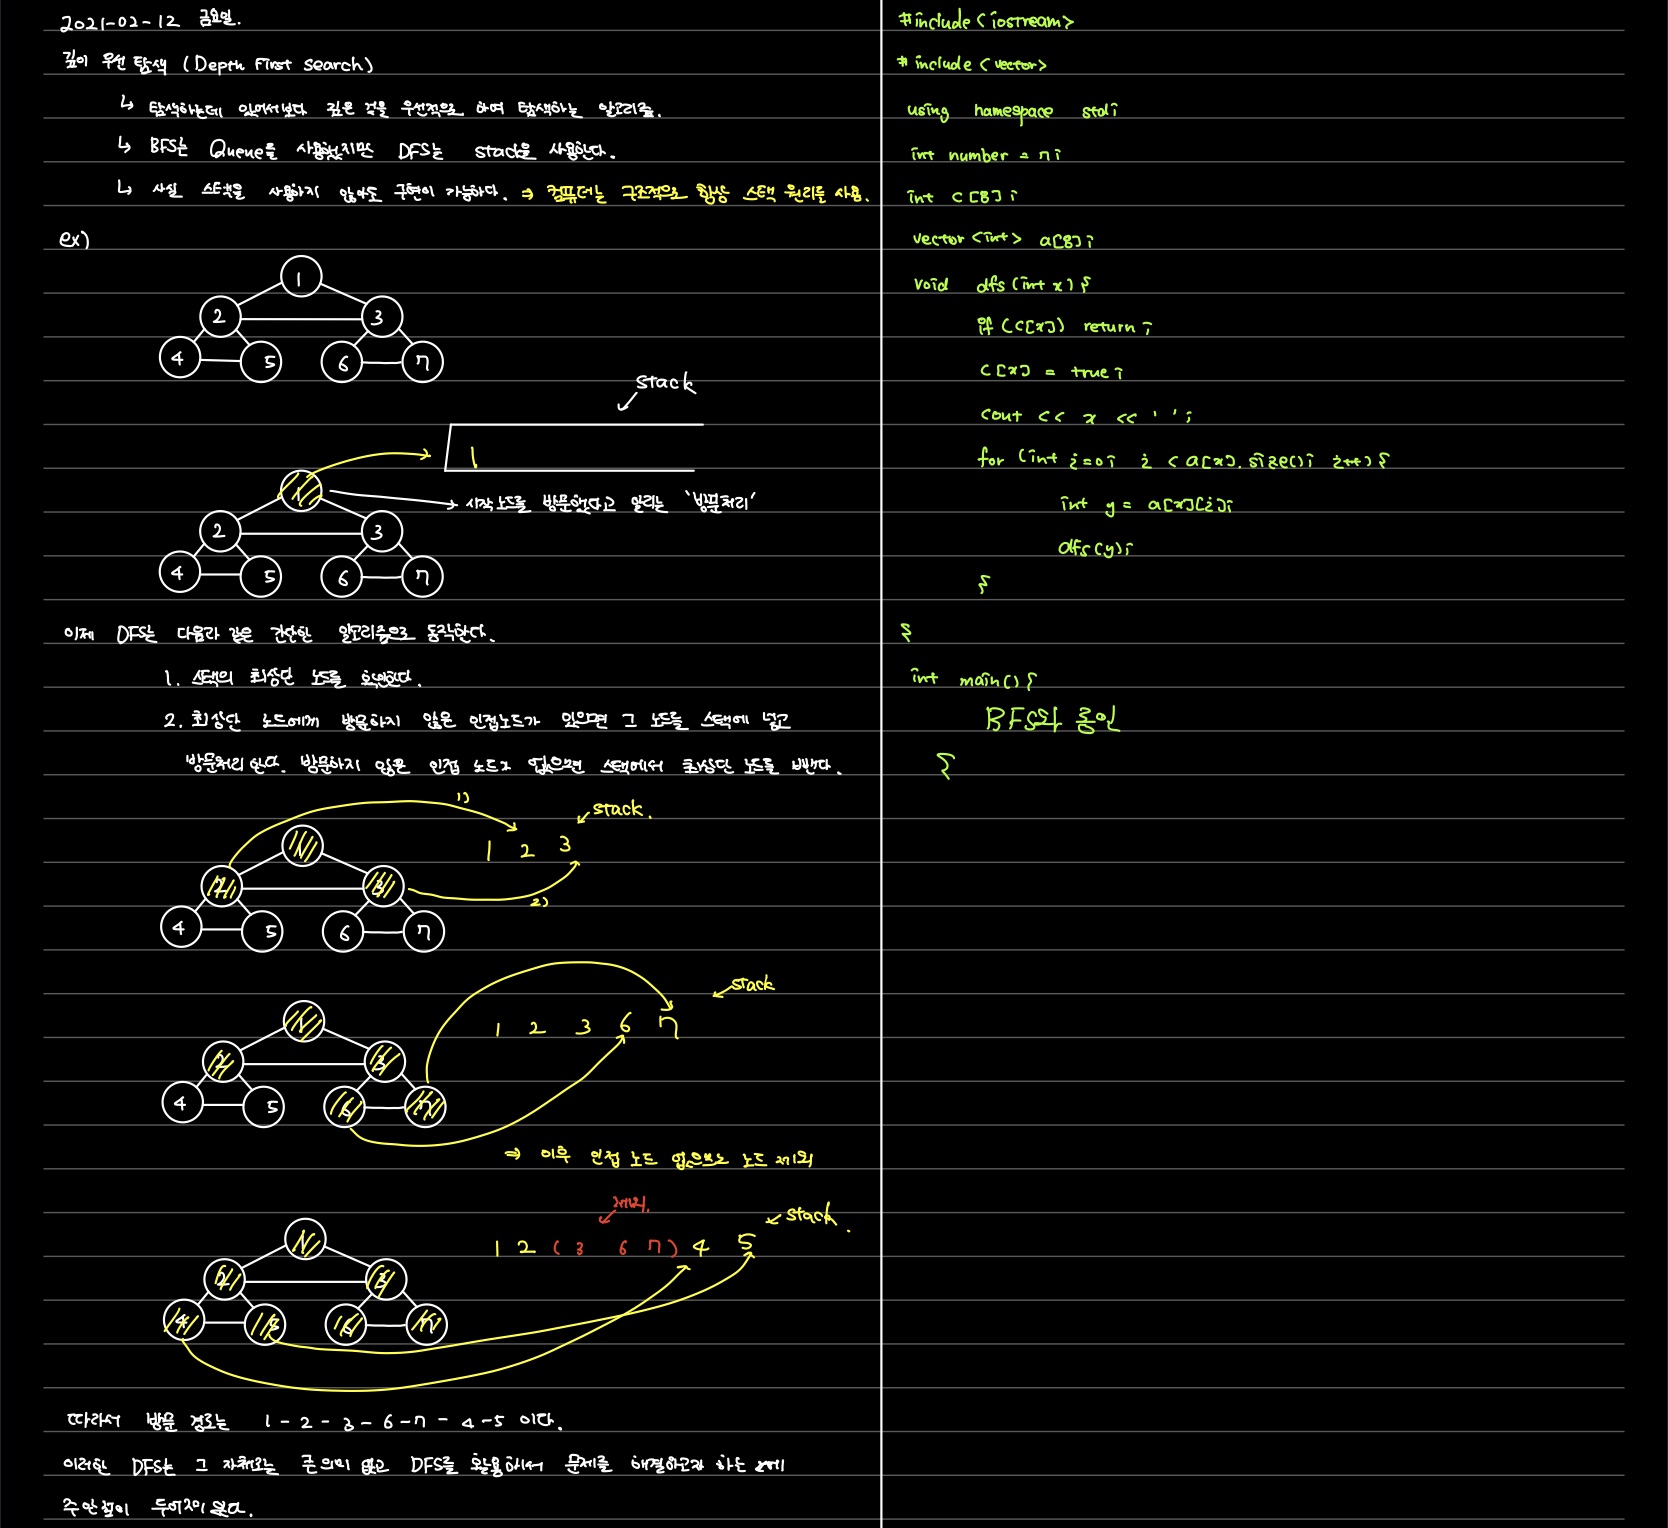 2021-02-12 금요일.
깊이 우선 탐색 (Depth First Search)
↳ 탐색하는데 있어서보다 깊은 것을 우선적으로 하여 탐색하는 알고리즘.
↳ BFS는 Queue를 사용했지만 DFS는 stack을 사용한다.
↳ 사실 스택을 사용하지 않아도 구현이 가능하다. ⇒ 컴퓨터는 구조적으로 항상 스택 원리를 사용.
ex)
1
2 3
4 5 6 7
stack
1
1
→ 시작노드를 방문했다고 알리는 '방문처리'
2 3
4 5 6 7
이제 DFS는 다음과 같은 간단한 알고리즘으로 동작한다.
1. 스택의 최상단 노드를 확인한다.
2. 최상단 노드에게 방문하지 않은 인접노드가 있으면 그 노드를 스택에 넣고
방문처리 한다. 방문하지 않은 인접 노드가 없으면 스택에서 최상단 노드를 뺀다.
1)
stack.
1 1 2 3
2 3
2)
4 5 6 7
stack
1 1 2 3 6 7
2 3
4 5 6 7
⇒ 이후 인접 노드 없으므로 노드 제외
제외.
stack.
1 1 2 ( 3 6 7 ) 4 5
2 3
4 5 6 7
따라서 방문 경로는 1 - 2 - 3 - 6 - 7 - 4 - 5 이다.
이러한 DFS는 그 자체로는 큰 의미 없고 DFS를 활용해서 문제를 해결하고자 하는 것에
주안점이 두어져 있다.
#include <iostream>
#include <vector>
using namespace std;
int number = 7;
int c[8];
vector<int> a[8];
void dfs(int x) {
if (c[x]) return;
c[x] = true;
cout << x << ' ';
for (int i=0; i < a[x].size(); i++) {
int y = a[x][i];
dfs(y);
}
}
int main() {
BFS와 동일
}